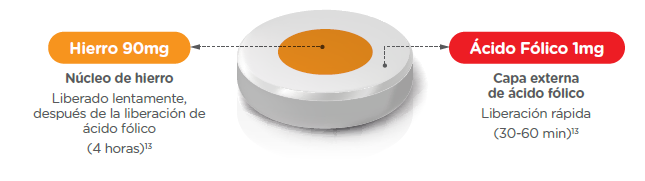 Hierro 90mg
Núcleo de hierro
Liberado lentamente,
después de la liberación de
ácido fólico
(4 horas)¹³
Ácido Fólico 1mg
Capa externa
de ácido fólico
Liberación rápida
(30-60 min)¹³